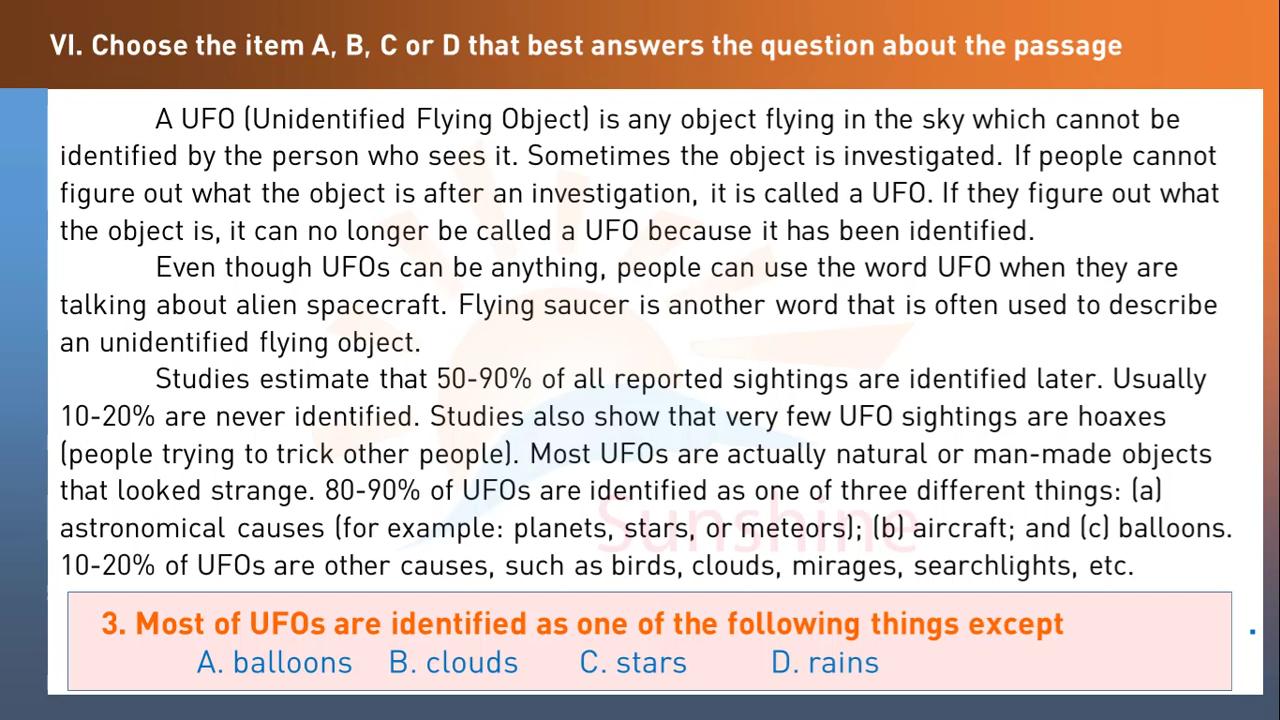 VI. Choose the item A, B, C or D that best answers the question about the passage
A UFO (Unidentified Flying Object) is any object flying in the sky which cannot be
identified by the person who sees it. Sometimes the object is investigated. If people cannot
figure out what the object is after an investigation, it is called a UFO. If they figure out what
the object is, it can no longer be called a UFO because it has been identified.
Even though UFOs can be anything, people can use the word UFO when they are
talking about alien spacecraft. Flying saucer is another word that is often used to describe
an unidentified flying object.
Studies estimate that 50-90% of all reported sightings are identified later. Usually
10-20% are never identified. Studies also show that very few UFO sightings are hoaxes
(people trying to trick other people). Most UFOs are actually natural or man-made objects
that looked strange. 80-90% of UFOs are identified as one of three different things: (a)
astronomical causes (for example: planets, stars, or meteors); (b) aircraft; and (c) balloons.
10-20% of UFOs are other causes, such as birds, clouds, mirages, searchlights, etc.
Sunshine
3. Most of UFOs are identified as one of the following things except .
A. balloons B. clouds C. stars D. rains